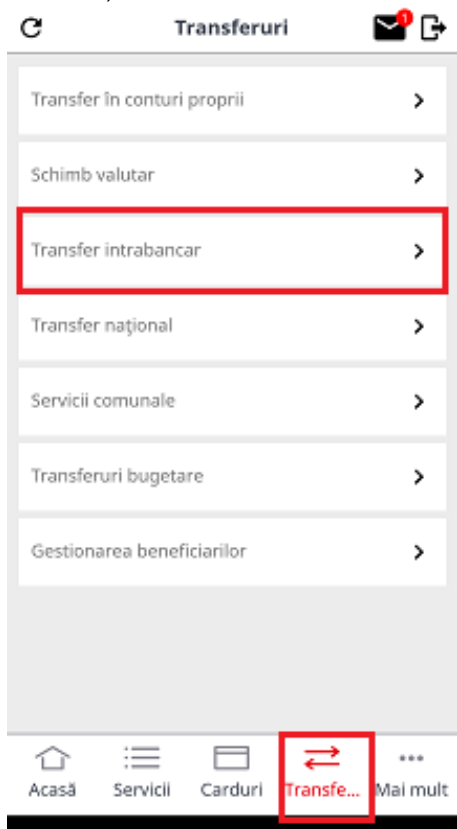 Transferuri
1
Transfer în conturi proprii
Schimb valutar
Transfer intrabancar
Transfer naţional
Servicii comunale
Transferuri bugetare
Gestionarea beneficiarilor
Acasă Servicii Carduri Transfe... Mai mult